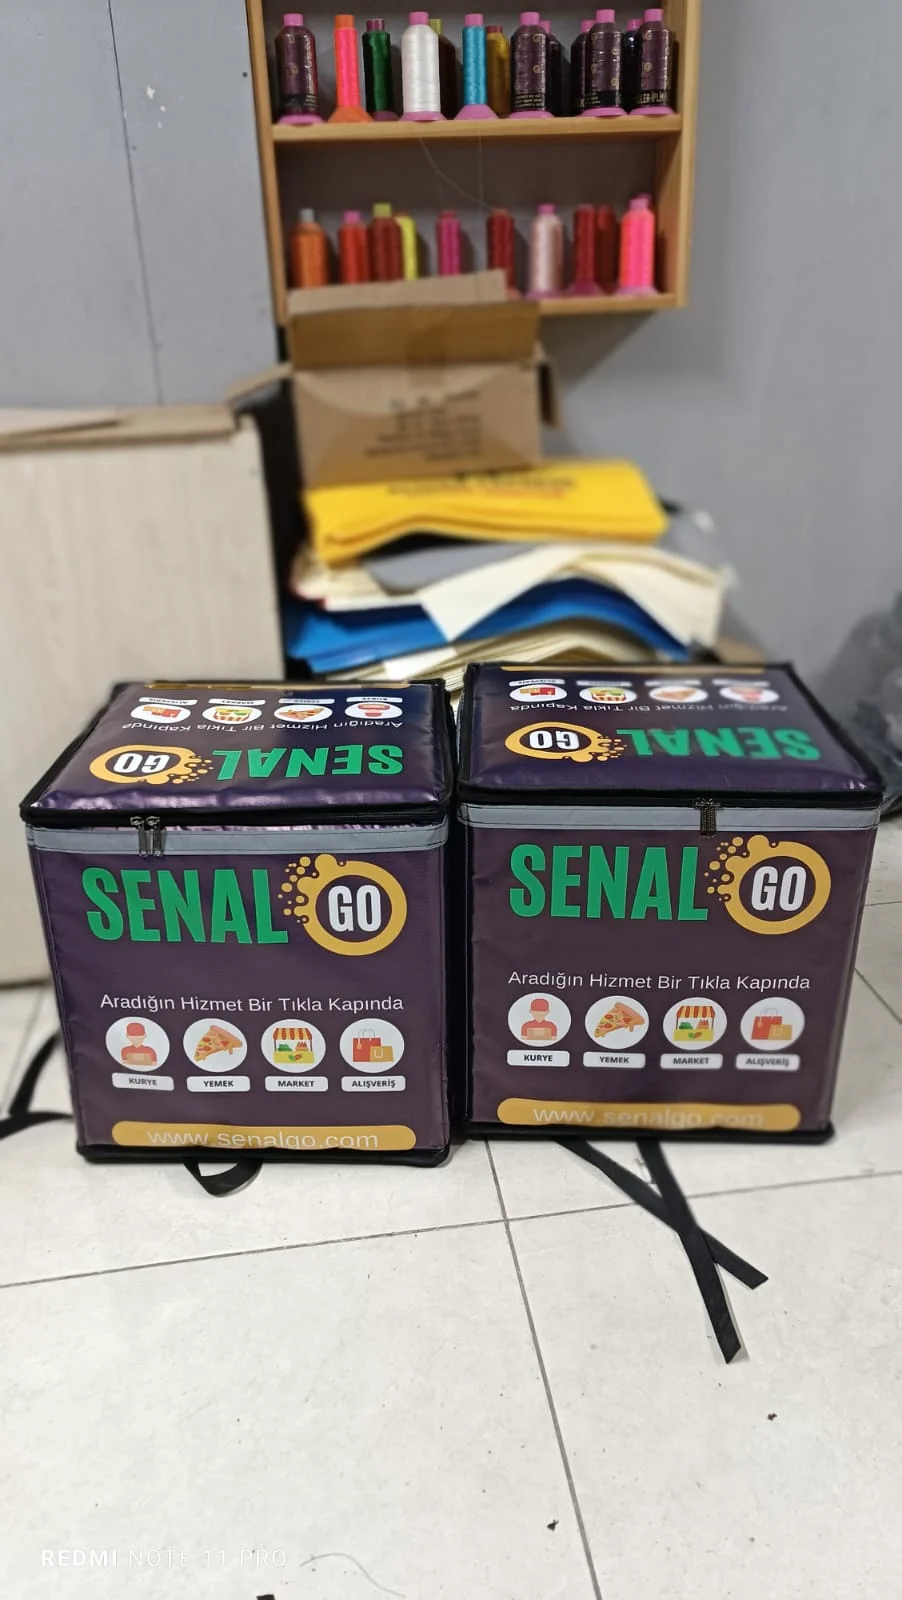 SENAL GO
Aradığın Hizmet Bir Tıkla Kapında
SENAL GO
Aradığın Hizmet Bir Tıkla Kapında
SENAL GO
Aradığın Hizmet Bir Tıkla Kapında
KURYE YEMEK MARKET ALIŞVERİŞ
www.senalgo.com
SENAL GO
Aradığın Hizmet Bir Tıkla Kapında
KURYE YEMEK MARKET ALIŞVERİŞ
www.senalgo.com
REDMI NOTE 11 PRO